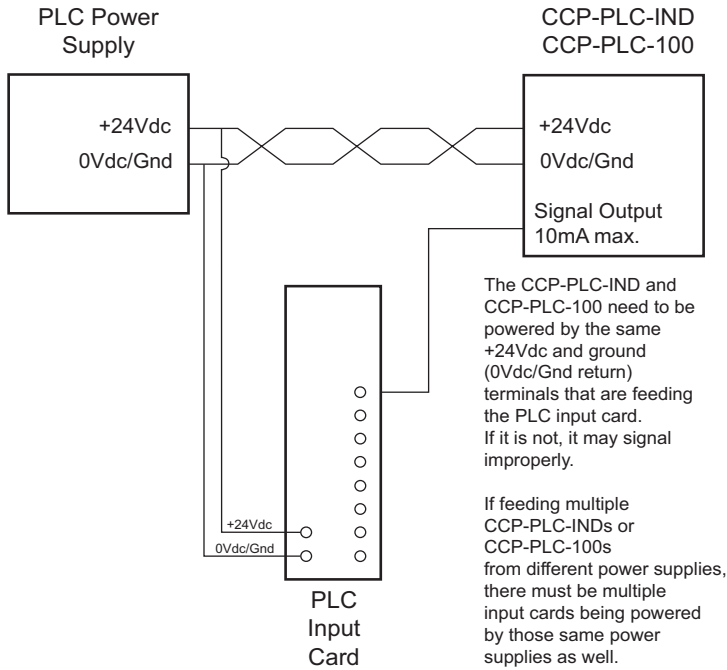 PLC Power
Supply
CCP-PLC-IND
CCP-PLC-100
+24Vdc
0Vdc/Gnd
+24Vdc
0Vdc/Gnd
Signal Output
10mA max.
The CCP-PLC-IND and
CCP-PLC-100 need to be
powered by the same
+24Vdc and ground
(0Vdc/Gnd return)
terminals that are feeding
the PLC input card.
If it is not, it may signal
improperly.
If feeding multiple
CCP-PLC-INDs or
CCP-PLC-100s
from different power supplies,
there must be multiple
input cards being powered
by those same power
supplies as well.
+24Vdc
0Vdc/Gnd
PLC
Input
Card